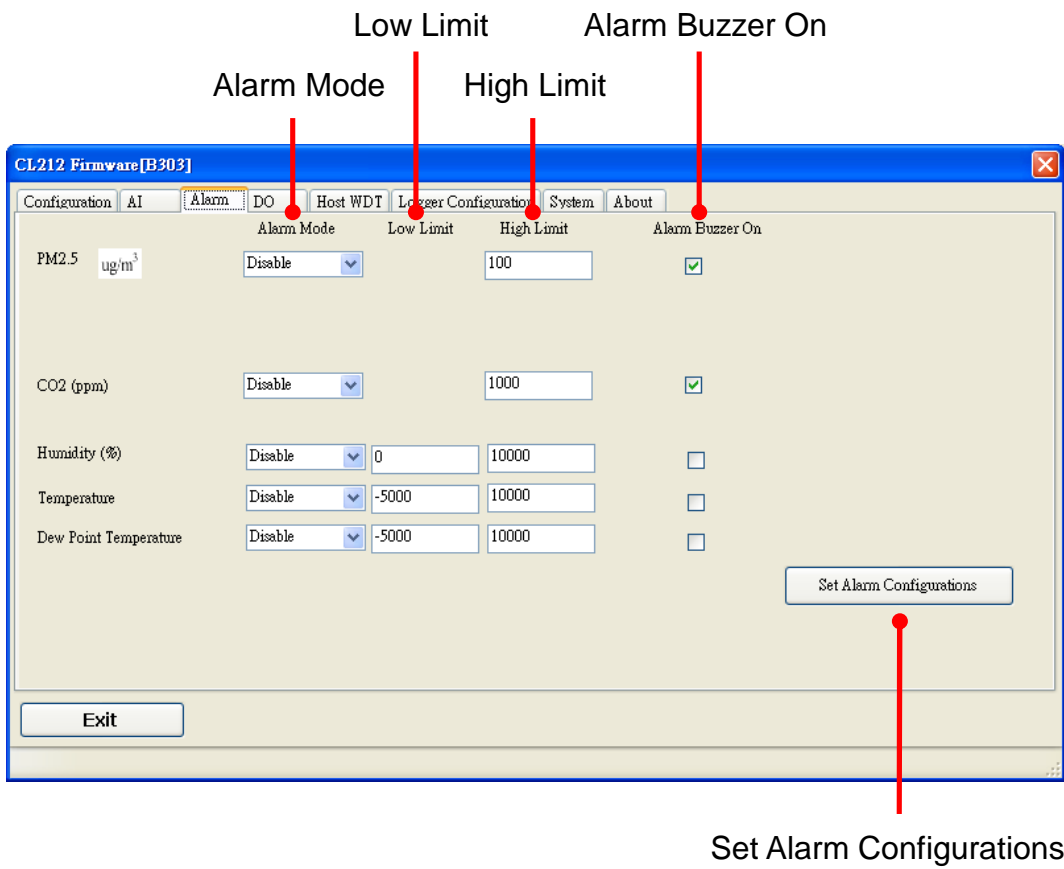 Low Limit Alarm Buzzer On
Alarm Mode High Limit
CL212 Firmware[B303]
Configuration AI Alarm DO Host WDT Logger Configuration System About
Alarm Mode Low Limit High Limit Alarm Buzzer On
PM2.5 ug/m³ Disable 100
CO2 (ppm) Disable 1000
Humidity (%) Disable 0 10000
Temperature Disable -5000 10000
Dew Point Temperature Disable -5000 10000
Set Alarm Configurations
Exit
Set Alarm Configurations